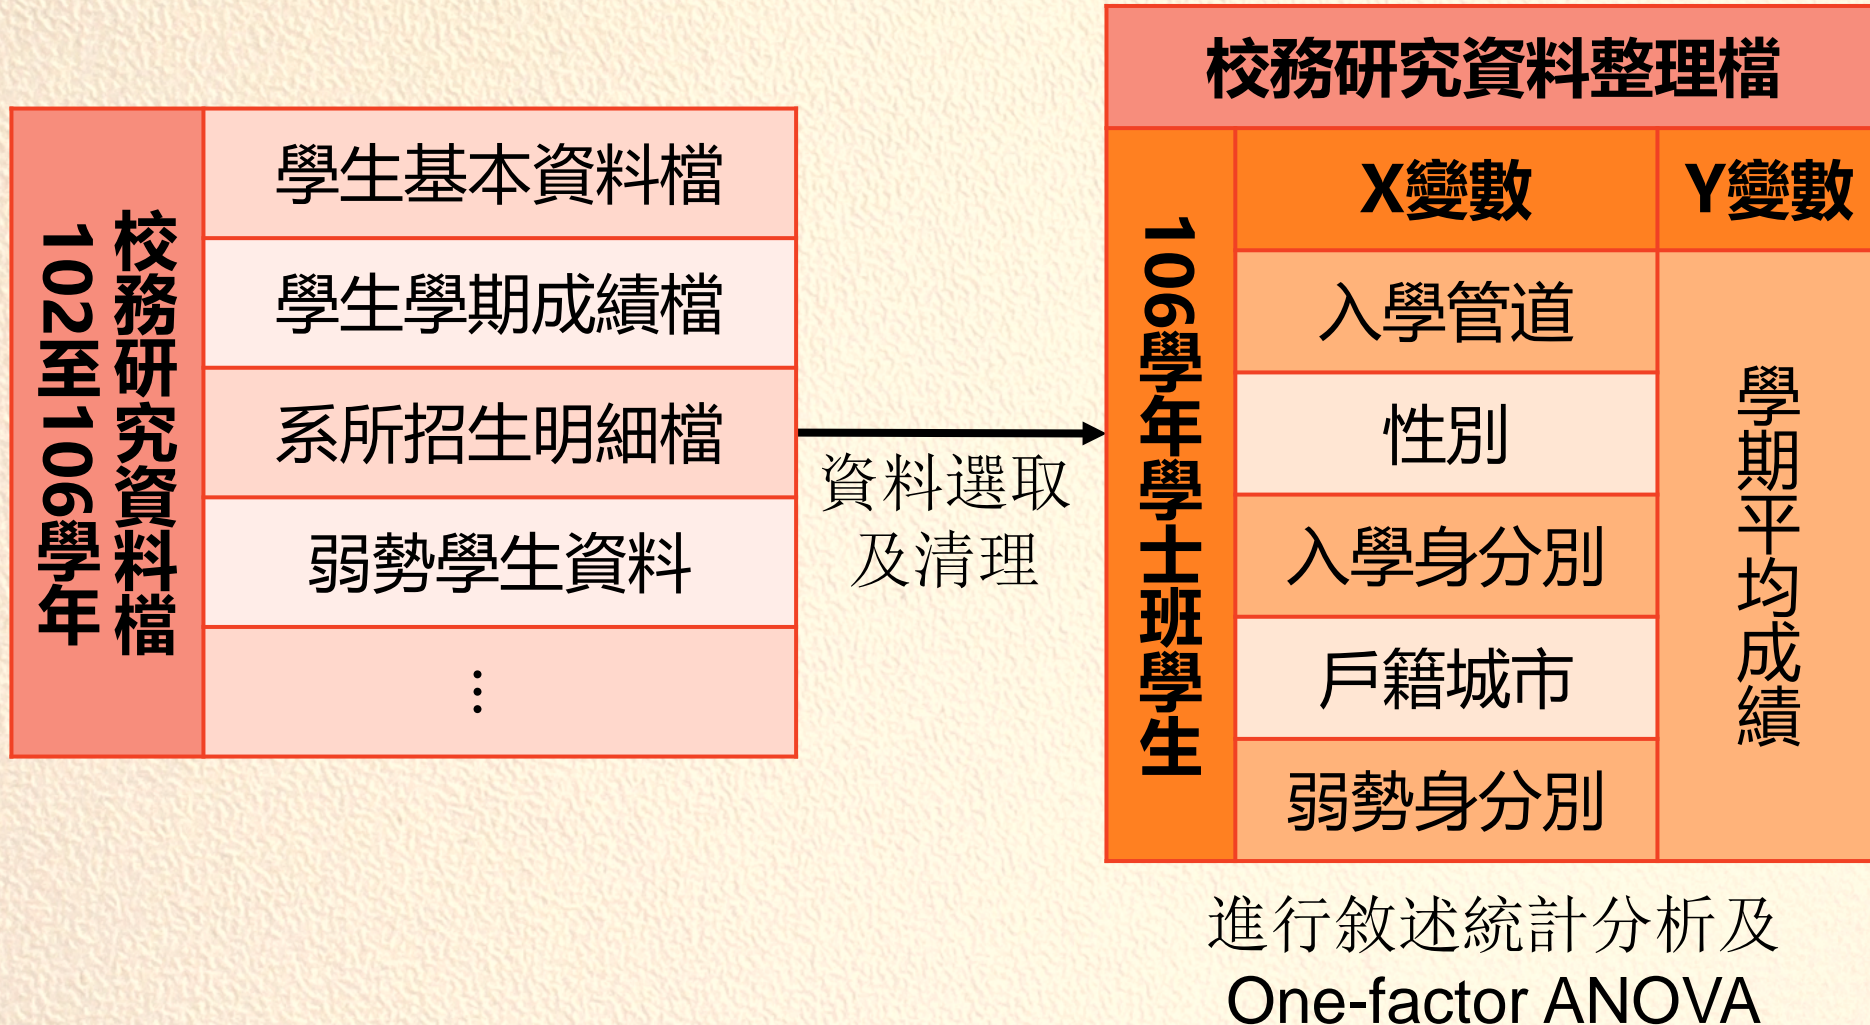 校務研究資料檔
102至106學年
學生基本資料檔
學生學期成績檔
系所招生明細檔
弱勢學生資料
⋮
資料選取
及清理
校務研究資料整理檔
106學年學士班學生
X變數
Y變數
入學管道
性別
入學身分別
戶籍城市
弱勢身分別
學期平均成績
進行敘述統計分析及
One-factor ANOVA